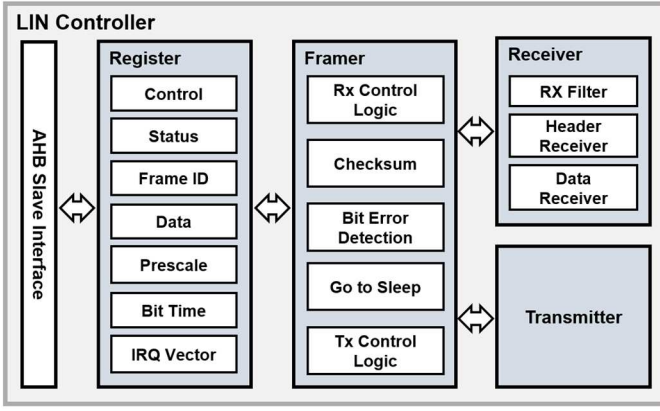 LIN Controller
AHB Slave Interface
Register
Control
Status
Frame ID
Data
Prescale
Bit Time
IRQ Vector
Framer
Rx Control
Logic
Checksum
Bit Error
Detection
Go to Sleep
Tx Control
Logic
Receiver
RX Filter
Header
Receiver
Data
Receiver
Transmitter